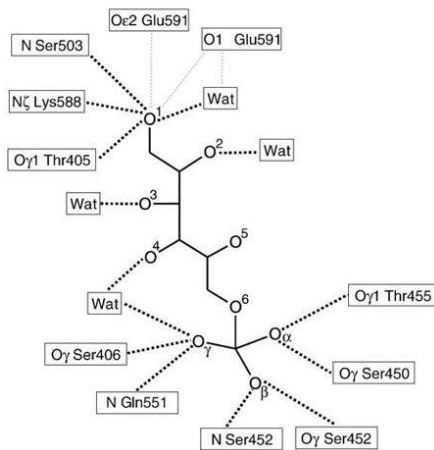 Oε2 Glu591
O1 Glu591
N Ser503
Nζ Lys588
Wat
O1
Oγ1 Thr405
O2
Wat
Wat
O3
O5
O4
Wat
O6
Oγ1 Thr455
Oα
Oγ
Oγ Ser406
Oγ Ser450
Oβ
N Gln551
N Ser452
Oγ Ser452